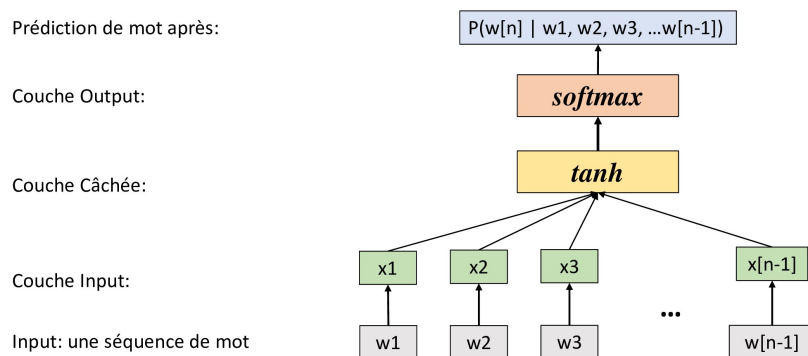 Prédiction de mot après:
P(w[n] | w1, w2, w3, …w[n-1])
Couche Output:
softmax
Couche Câchée:
tanh
Couche Input:
x1 x2 x3 x[n-1]
...
Input: une séquence de mot
w1 w2 w3 w[n-1]